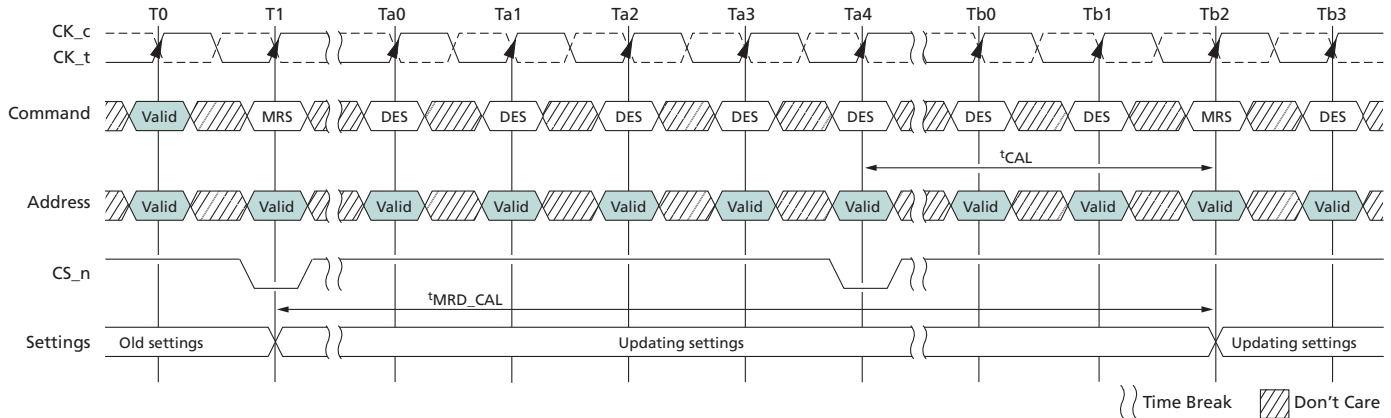 T0 T1 Ta0 Ta1 Ta2 Ta3 Ta4 Tb0 Tb1 Tb2 Tb3
CK_c
CK_t
Command Valid MRS DES DES DES DES DES DES DES MRS DES
tCAL
Address Valid Valid Valid Valid Valid Valid Valid Valid Valid Valid Valid
CS_n
tMRD_CAL
Settings Old settings Updating settings Updating settings
Time Break Don't Care